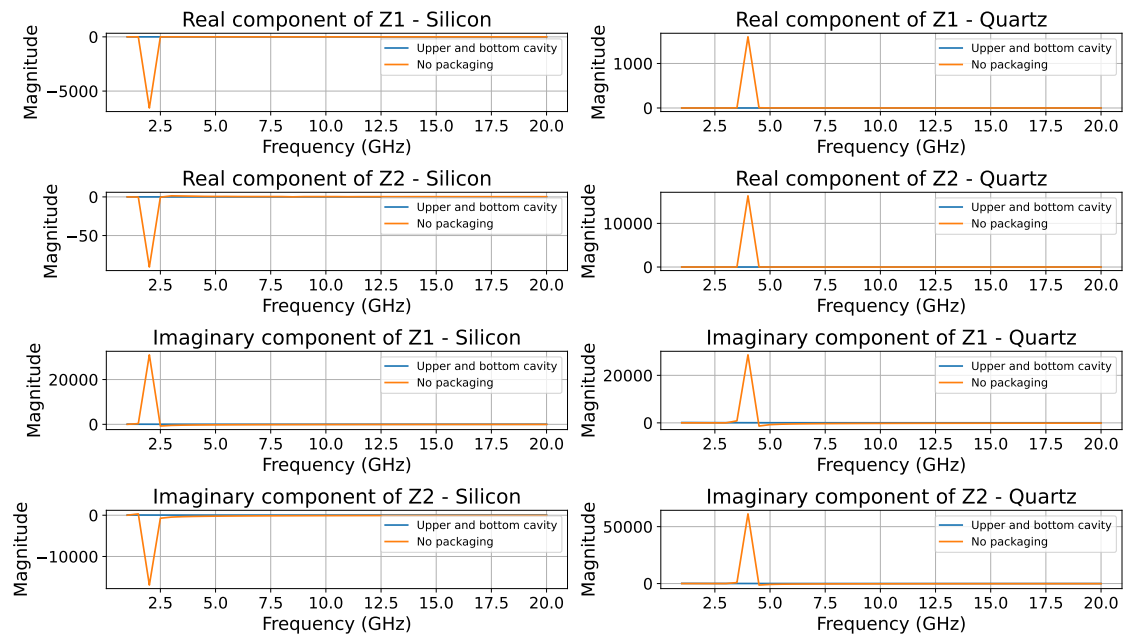 Real component of Z1 - Silicon
Magnitude
0
−5000
Upper and bottom cavity
No packaging
2.5 5.0 7.5 10.0 12.5 15.0 17.5 20.0
Frequency (GHz)
Real component of Z1 - Quartz
Magnitude
1000
0
Upper and bottom cavity
No packaging
2.5 5.0 7.5 10.0 12.5 15.0 17.5 20.0
Frequency (GHz)
Real component of Z2 - Silicon
Magnitude
0
−50
Upper and bottom cavity
No packaging
2.5 5.0 7.5 10.0 12.5 15.0 17.5 20.0
Frequency (GHz)
Real component of Z2 - Quartz
Magnitude
10000
0
Upper and bottom cavity
No packaging
2.5 5.0 7.5 10.0 12.5 15.0 17.5 20.0
Frequency (GHz)
Imaginary component of Z1 - Silicon
Magnitude
20000
0
Upper and bottom cavity
No packaging
2.5 5.0 7.5 10.0 12.5 15.0 17.5 20.0
Frequency (GHz)
Imaginary component of Z1 - Quartz
Magnitude
20000
0
Upper and bottom cavity
No packaging
2.5 5.0 7.5 10.0 12.5 15.0 17.5 20.0
Frequency (GHz)
Imaginary component of Z2 - Silicon
Magnitude
0
−10000
Upper and bottom cavity
No packaging
2.5 5.0 7.5 10.0 12.5 15.0 17.5 20.0
Frequency (GHz)
Imaginary component of Z2 - Quartz
Magnitude
50000
0
Upper and bottom cavity
No packaging
2.5 5.0 7.5 10.0 12.5 15.0 17.5 20.0
Frequency (GHz)